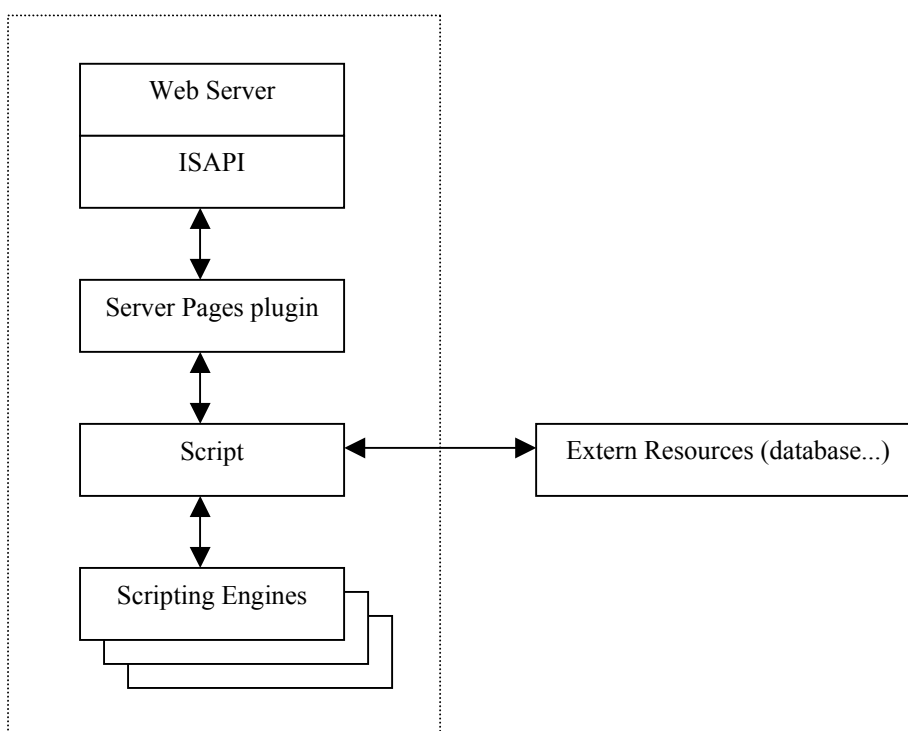 Web Server
ISAPI
Server Pages plugin
Script
Extern Resources (database...)
Scripting Engines